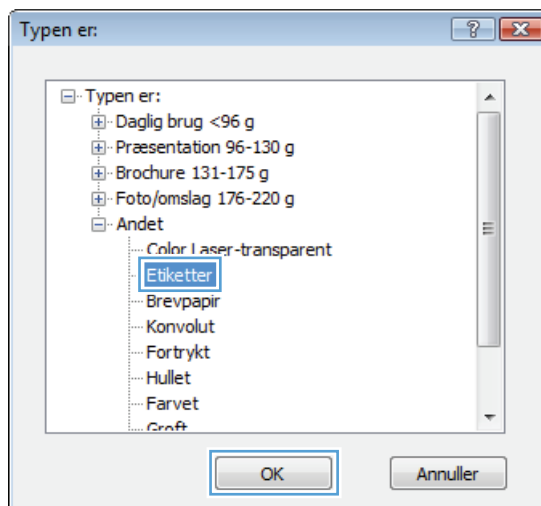 Typen er:
Typen er:
Daglig brug <96 g
Præsentation 96-130 g
Brochure 131-175 g
Foto/omslag 176-220 g
Andet
Color Laser-transparent
Etiketter
Brevpapir
Konvolut
Fortrykt
Hullet
Farvet
Groft
OK Annuller